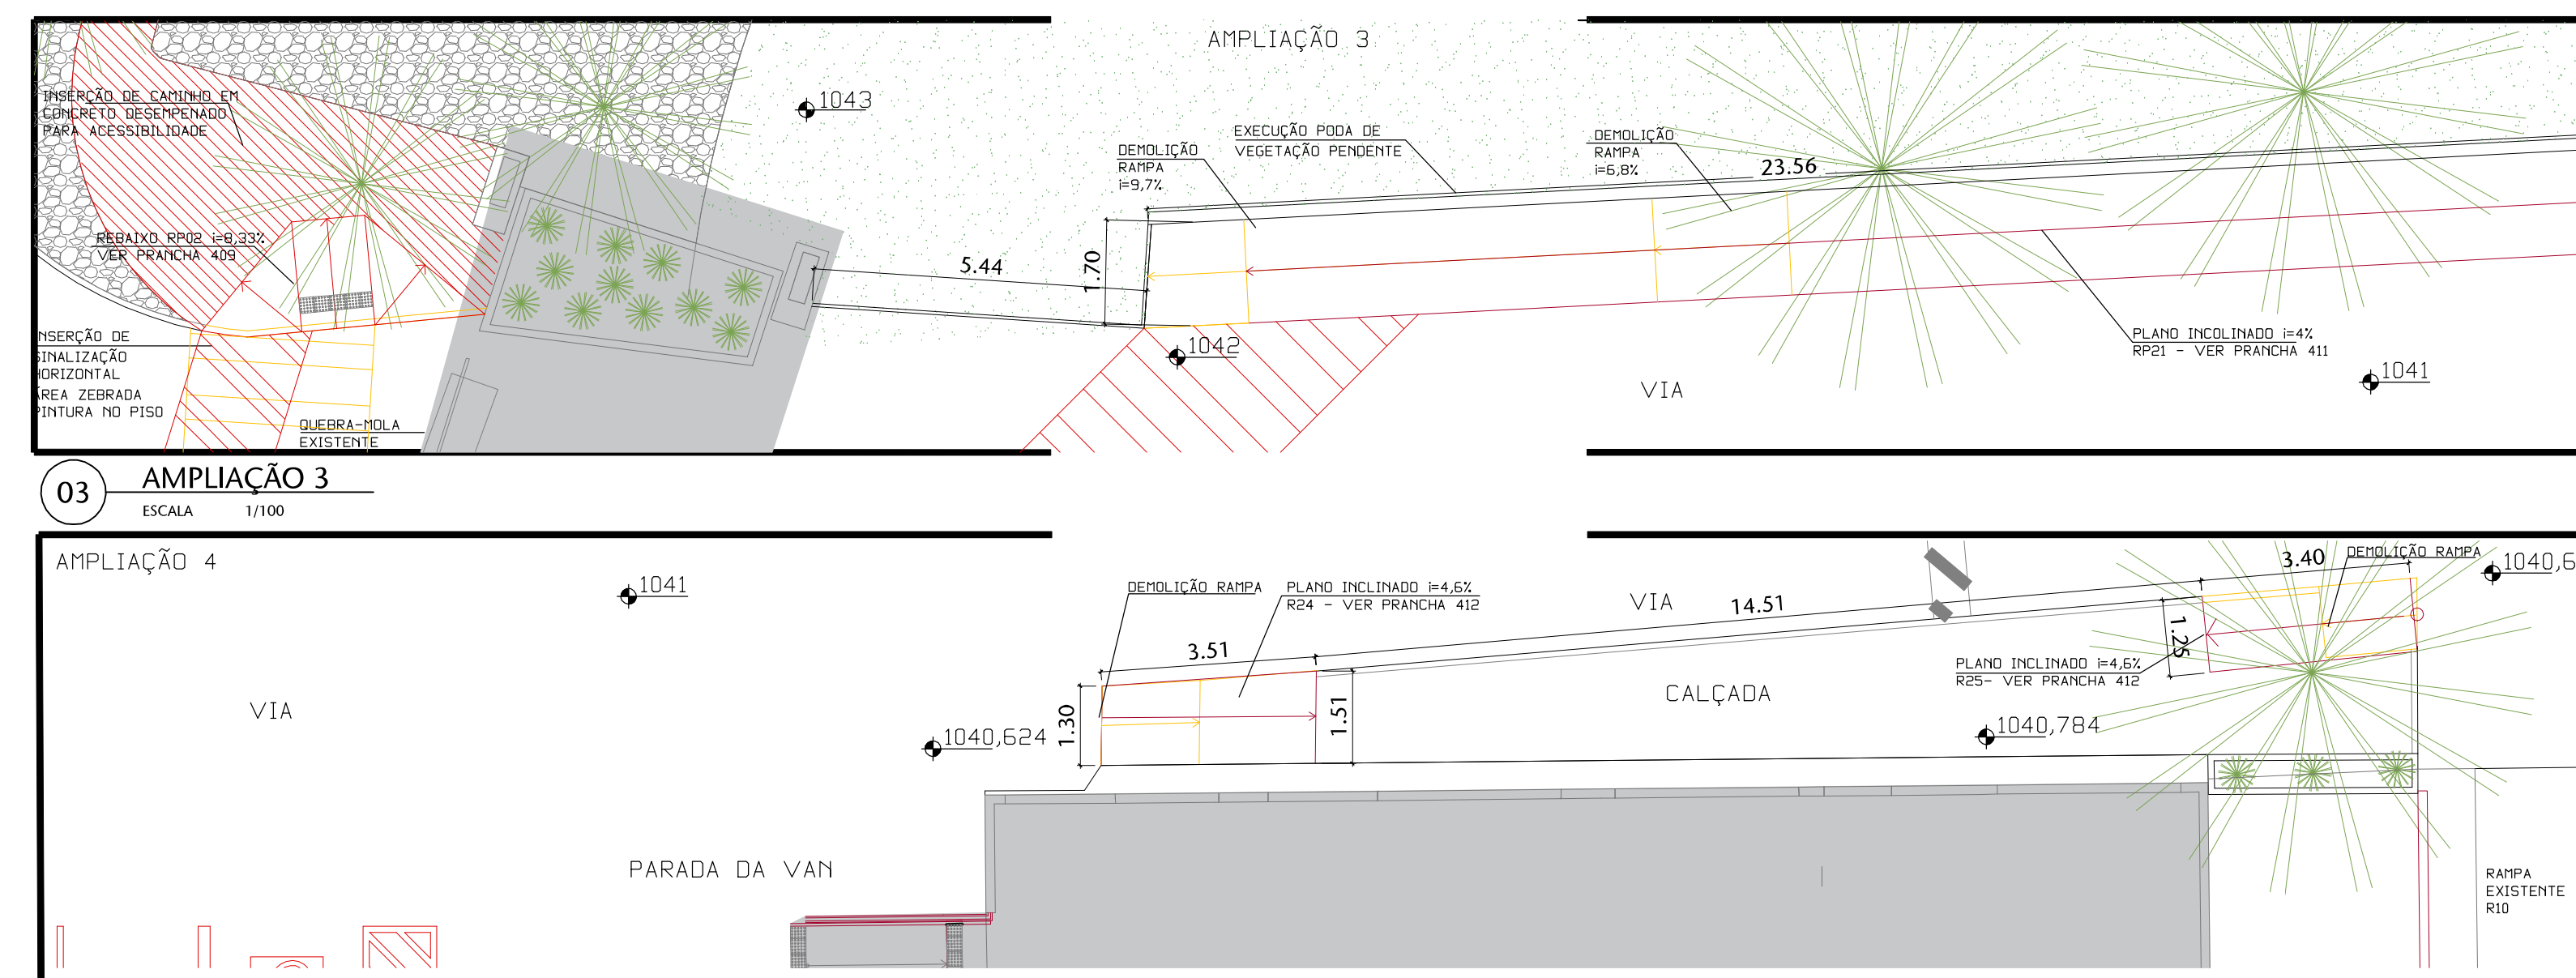 AMPLIAÇÃO 3
INSERÇÃO DE CAMINHO EM
CONCRETO DESEMPENADO
PARA ACESSIBILIDADE
1043
EXECUÇÃO PODA DE
VEGETAÇÃO PENDENTE
DEMOLIÇÃO
RAMPA
i=9,7%
DEMOLIÇÃO
RAMPA
i=6,8%
23.56
REBAIXO RP02 i=8,33%
VER PRANCHA 409
5.44
1.70
NSERÇÃO DE
SINALIZAÇÃO
HORIZONTAL
ÁREA ZEBRADA
PINTURA NO PISO
QUEBRA-MOLA
EXISTENTE
1042
PLANO INCOLINADO i=4%
RP21 - VER PRANCHA 411
VIA
1041
03
AMPLIAÇÃO 3
ESCALA 1/100
AMPLIAÇÃO 4
1041
DEMOLIÇÃO RAMPA
PLANO INCLINADO i=4,6%
R24 - VER PRANCHA 412
VIA
14.51
3.40
DEMOLIÇÃO RAMPA
1040,6
3.51
1.25
PLANO INCLINADO i=4,6%
R25- VER PRANCHA 412
VIA
1.30
1.51
CALÇADA
1040,624
1040,784
PARADA DA VAN
RAMPA
EXISTENTE
R10